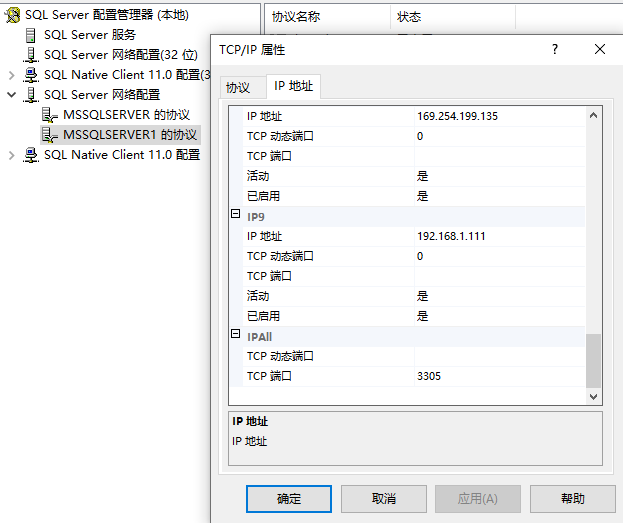 SQL Server 配置管理器 (本地)
SQL Server 服务
SQL Server 网络配置(32 位)
SQL Native Client 11.0 配置(3
SQL Server 网络配置
MSSQLSERVER 的协议
MSSQLSERVER1 的协议
SQL Native Client 11.0 配置
协议名称 状态
TCP/IP 属性 ?
协议 IP 地址
IP 地址 169.254.199.135
TCP 动态端口 0
TCP 端口
活动 是
已启用 是
IP9
IP 地址 192.168.1.111
TCP 动态端口 0
TCP 端口
活动 是
已启用 是
IPAll
TCP 动态端口
TCP 端口 3305
IP 地址
IP 地址
确定 取消 应用(A) 帮助